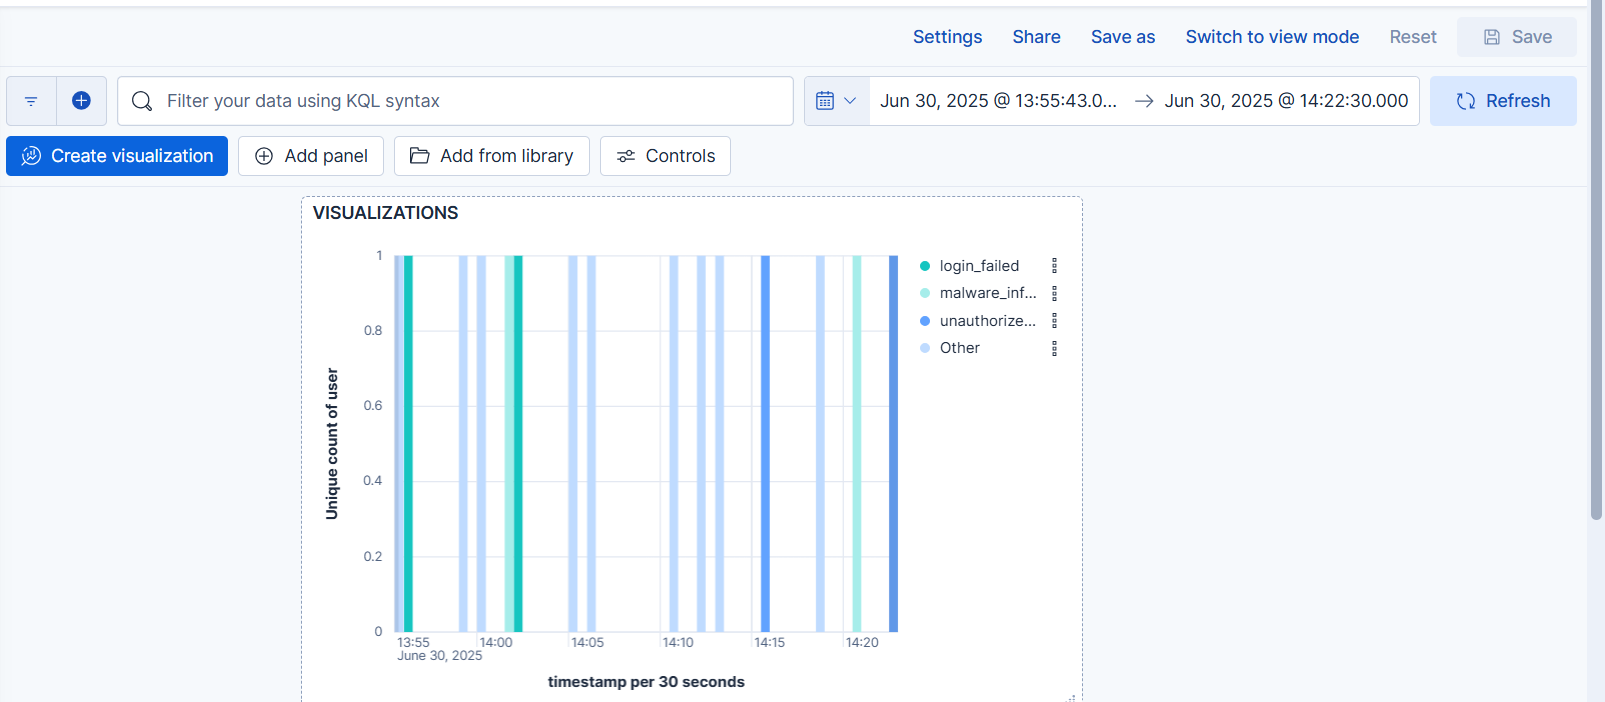 Settings Share Save as Switch to view mode Reset Save
Filter your data using KQL syntax Jun 30, 2025 @ 13:55:43.0... → Jun 30, 2025 @ 14:22:30.000 Refresh
Create visualization Add panel Add from library Controls
VISUALIZATIONS
1
0.8
0.6
0.4
0.2
0
Unique count of user
13:55 14:00 14:05 14:10 14:15 14:20
June 30, 2025
timestamp per 30 seconds
login_failed
malware_inf...
unauthorize...
Other